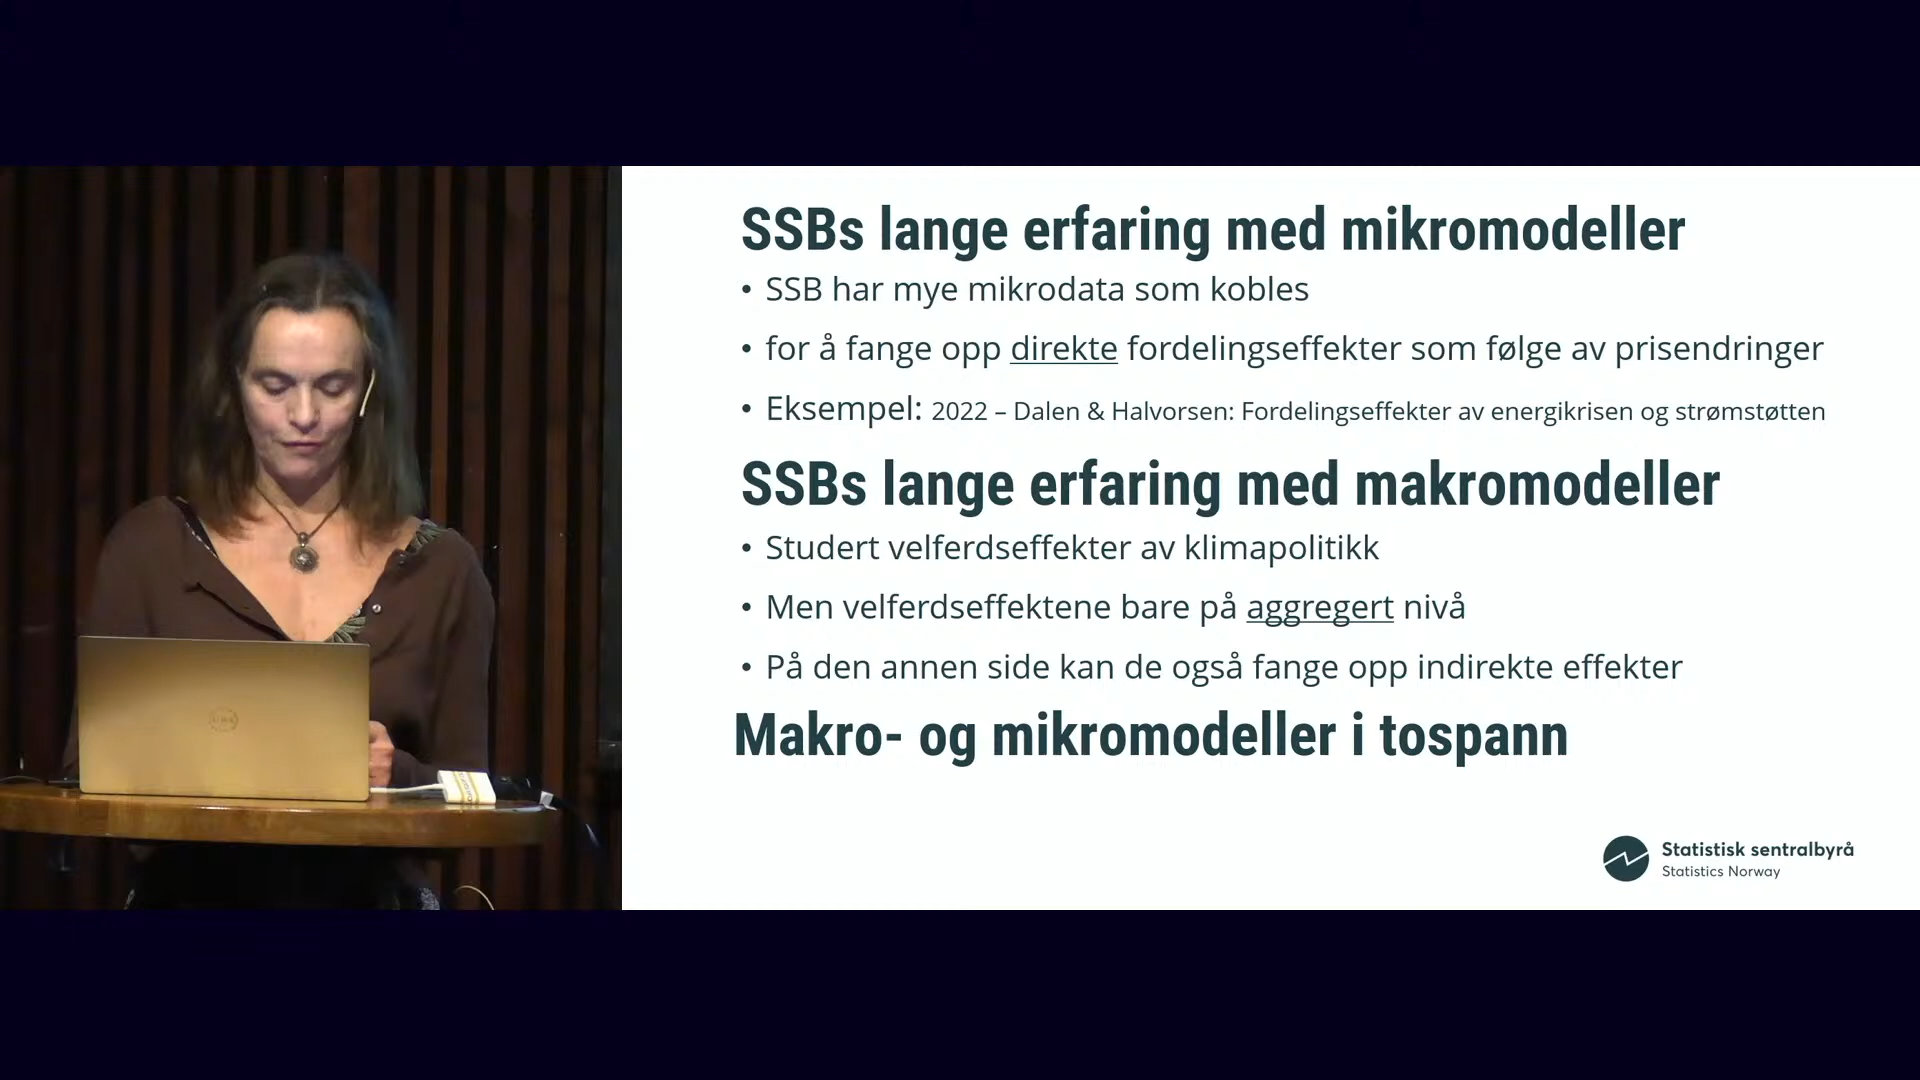 SSBs lange erfaring med mikromodeller
• SSB har mye mikrodata som kobles
• for å fange opp direkte fordelingseffekter som følge av prisendringer
• Eksempel: 2022 – Dalen & Halvorsen: Fordelingseffekter av energikrisen og strømstøtten
SSBs lange erfaring med makromodeller
• Studert velferdseffekter av klimapolitikk
• Men velferdseffektene bare på aggregert nivå
• På den annen side kan de også fange opp indirekte effekter
Makro- og mikromodeller i tospann
Statistisk sentralbyrå
Statistics Norway